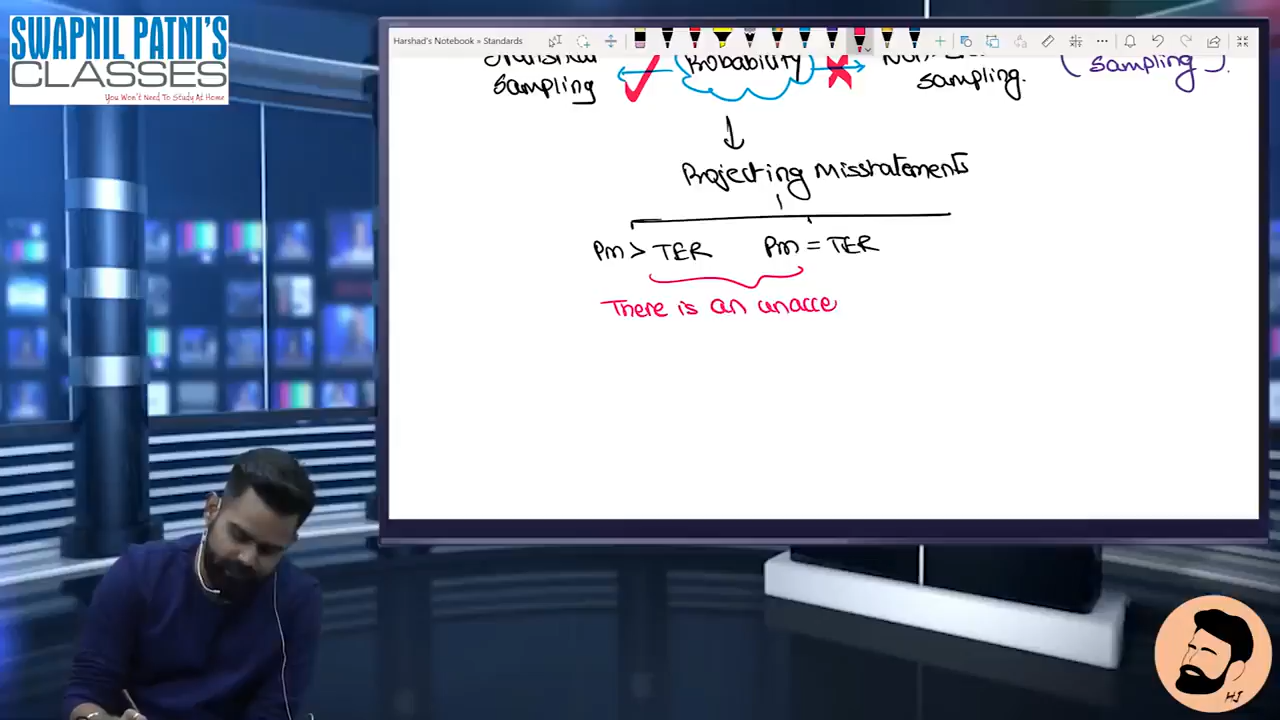 SWAPNIL PATNI'S
CLASSES
You Won't Need To Study At Home
Harshad's Notebook » Standards
sampling
Probability
sampling.
(Sampling).
Projecting Misstatements
Pm > TER Pm = TER
There is an unacce
HJ